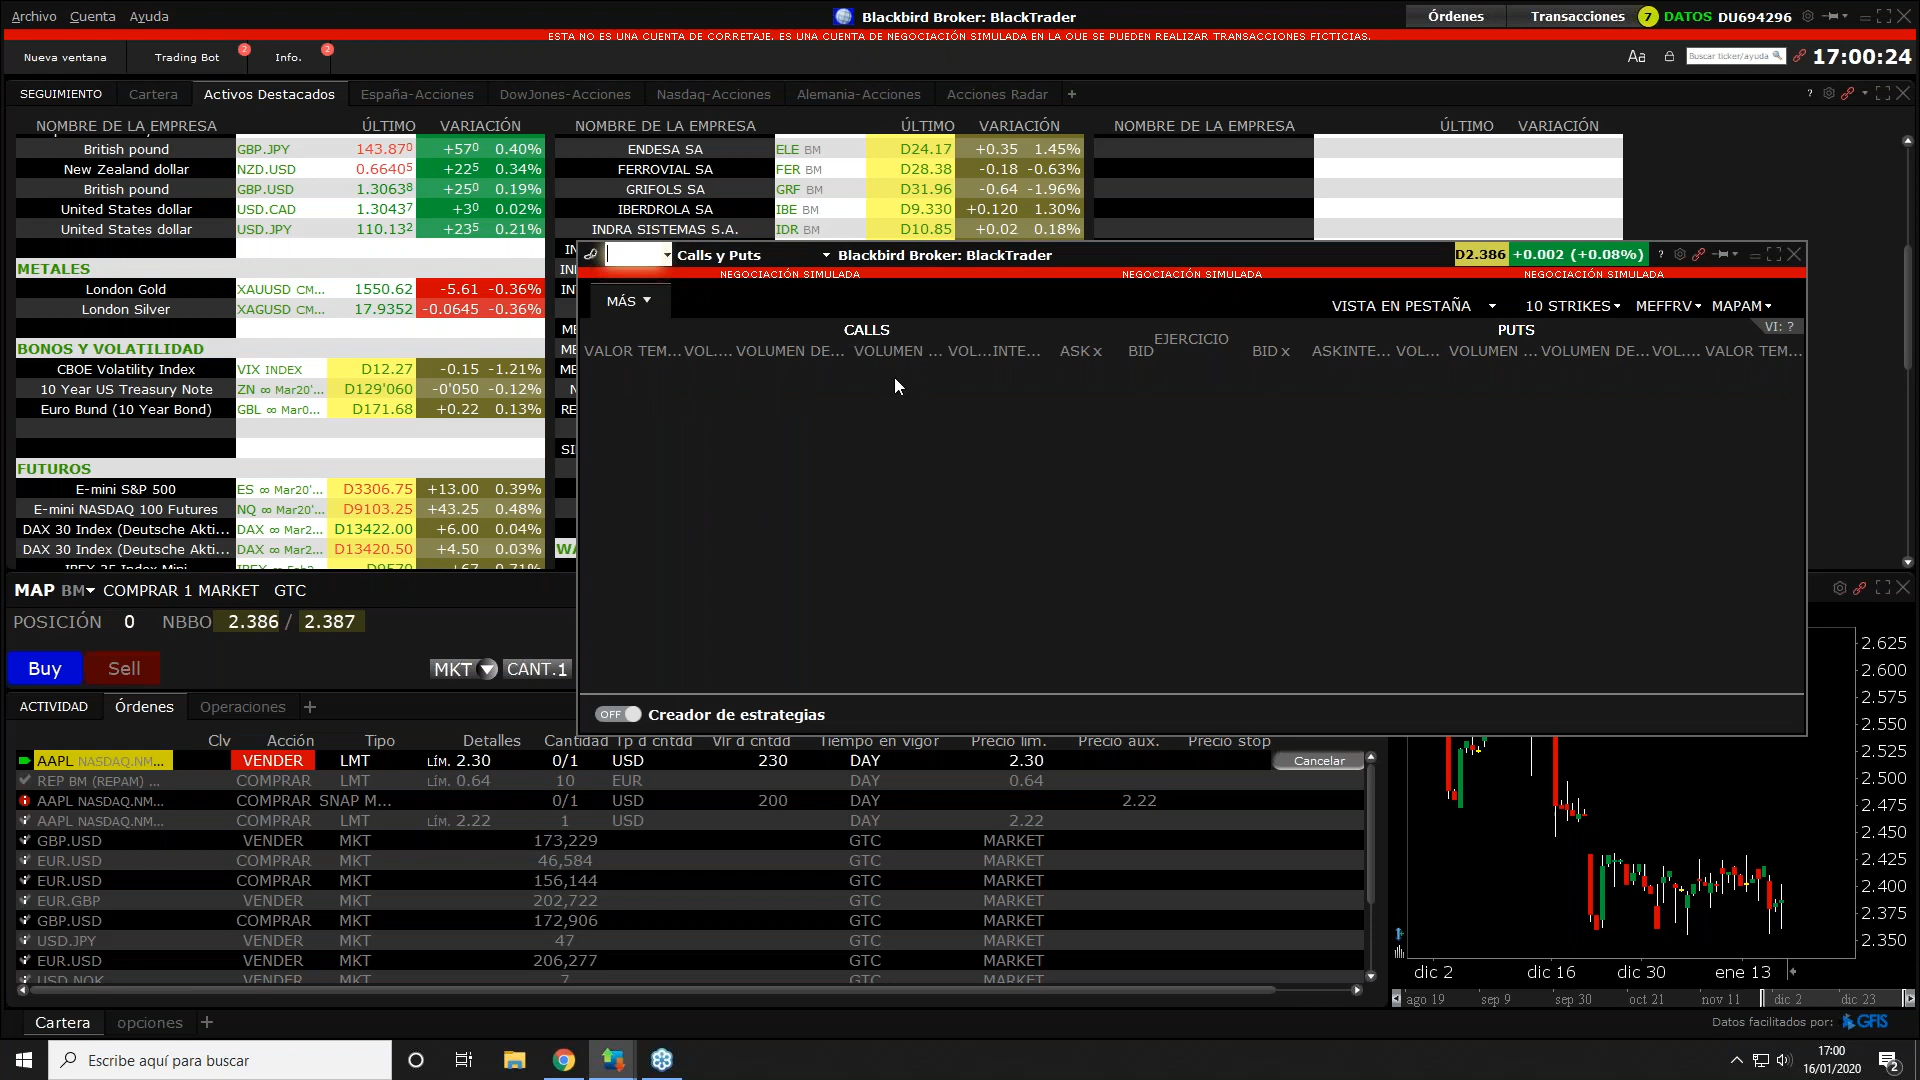 Archivo Cuenta Ayuda
Blackbird Broker: BlackTrader
Órdenes Transacciones 7 DATOS DU694296
ESTA NO ES UNA CUENTA DE CORRETAJE. ES UNA CUENTA DE NEGOCIACIÓN SIMULADA EN LA QUE SE PUEDEN REALIZAR TRANSACCIONES FICTICIAS.
Nueva ventana Trading Bot 2 Info. 2
Aa Buscar ticker/ayuda 17:00:24
SEGUIMIENTO Cartera Activos Destacados España-Acciones DowJones-Acciones Nasdaq-Acciones Alemania-Acciones Acciones Radar +
NOMBRE DE LA EMPRESA ÚLTIMO VARIACIÓN NOMBRE DE LA EMPRESA ÚLTIMO VARIACIÓN NOMBRE DE LA EMPRESA ÚLTIMO VARIACIÓN
British pound GBP.JPY 143.870 +570 0.40% ENDESA SA ELE BM D24.17 +0.35 1.45%
New Zealand dollar NZD.USD 0.66405 +225 0.34% FERROVIAL SA FER BM D28.38 -0.18 -0.63%
British pound GBP.USD 1.30638 +250 0.19% GRIFOLS SA GRF BM D31.96 -0.64 -1.96%
United States dollar USD.CAD 1.30437 +30 0.02% IBERDROLA SA IBE BM D9.330 +0.120 1.30%
United States dollar USD.JPY 110.132 +235 0.21% INDRA SISTEMAS S.A. IDR BM D10.85 +0.02 0.18%
METALES
London Gold XAUUSD CM... 1550.62 -5.61 -0.36%
London Silver XAGUSD CM... 17.9352 -0.0645 -0.36%
BONOS Y VOLATILIDAD
CBOE Volatility Index VIX INDEX D12.27 -0.15 -1.21%
10 Year US Treasury Note ZN ∞ Mar20'... D129'060 -0'050 -0.12%
Euro Bund (10 Year Bond) GBL ∞ Mar0... D171.68 +0.22 0.13%
FUTUROS
E-mini S&P 500 ES ∞ Mar20'... D3306.75 +13.00 0.39%
E-mini NASDAQ 100 Futures NQ ∞ Mar20'... D9103.25 +43.25 0.48%
DAX 30 Index (Deutsche Akti... DAX ∞ Mar2... D13422.00 +6.00 0.04%
DAX 30 Index (Deutsche Akti... DAX ∞ Mar2... D13420.50 +4.50 0.03%
Calls y Puts Blackbird Broker: BlackTrader D2.386 +0.002 (+0.08%) ?
NEGOCIACIÓN SIMULADA NEGOCIACIÓN SIMULADA NEGOCIACIÓN SIMULADA
MÁS VISTA EN PESTAÑA 10 STRIKES MEFFRV MAPAM
CALLS EJERCICIO PUTS VI: ?
VALOR TEM... VOL.... VOLUMEN DE... VOLUMEN ... VOL...INTE... ASK x BID BID x ASKINTE... VOL... VOLUMEN ... VOLUMEN DE... VOL.... VALOR TEM...
OFF Creador de estrategias
MAP BM COMPRAR 1 MARKET GTC
POSICIÓN 0 NBBO 2.386 / 2.387
Buy Sell MKT CANT.1
ACTIVIDAD Órdenes Operaciones +
Clv Acción Tipo Detalles Cantidad Tp d cntdd Vlr d cntdd Tiempo en vigor Precio lím. Precio aux. Precio stop
AAPL NASDAQ.NM... VENDER LMT LÍM. 2.30 0/1 USD 230 DAY 2.30 Cancelar
REP BM (REPAM) ... COMPRAR LMT LÍM. 0.64 10 EUR DAY 0.64
AAPL NASDAQ.NM... COMPRAR SNAP M... 0/1 USD 200 DAY 2.22
AAPL NASDAQ.NM... COMPRAR LMT LÍM. 2.22 1 USD DAY 2.22
GBP.USD VENDER MKT 173,229 GTC MARKET
EUR.USD COMPRAR MKT 46,584 GTC MARKET
EUR.USD COMPRAR MKT 156,144 GTC MARKET
EUR.GBP COMPRAR MKT 202,722 GTC MARKET
GBP.USD COMPRAR MKT 172,906 GTC MARKET
USD.JPY VENDER MKT 47 GTC MARKET
EUR.USD VENDER MKT 206,277 GTC MARKET
USD.NOK VENDER MKT 7 GTC MARKET
2.625
2.600
2.575
2.550
2.525
2.500
2.475
2.450
2.425
2.400
2.375
2.350
dic 2 dic 16 dic 30 ene 13
ago 19 sep 9 sep 30 oct 21 nov 11 dic 2 dic 23
Cartera opciones + Datos facilitados por: GFIS
Escribe aquí para buscar
17:00
16/01/2020
2